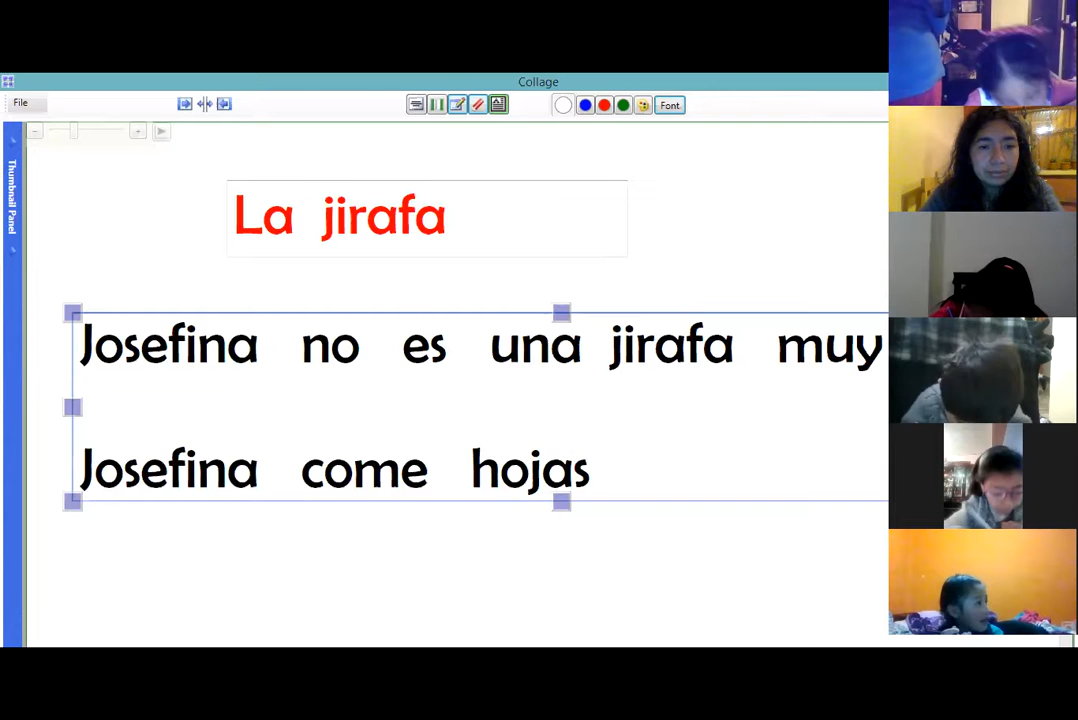 Collage
File
Font
Thumbnail Panel
La jirafa
Josefina no es una jirafa muy
Josefina come hojas